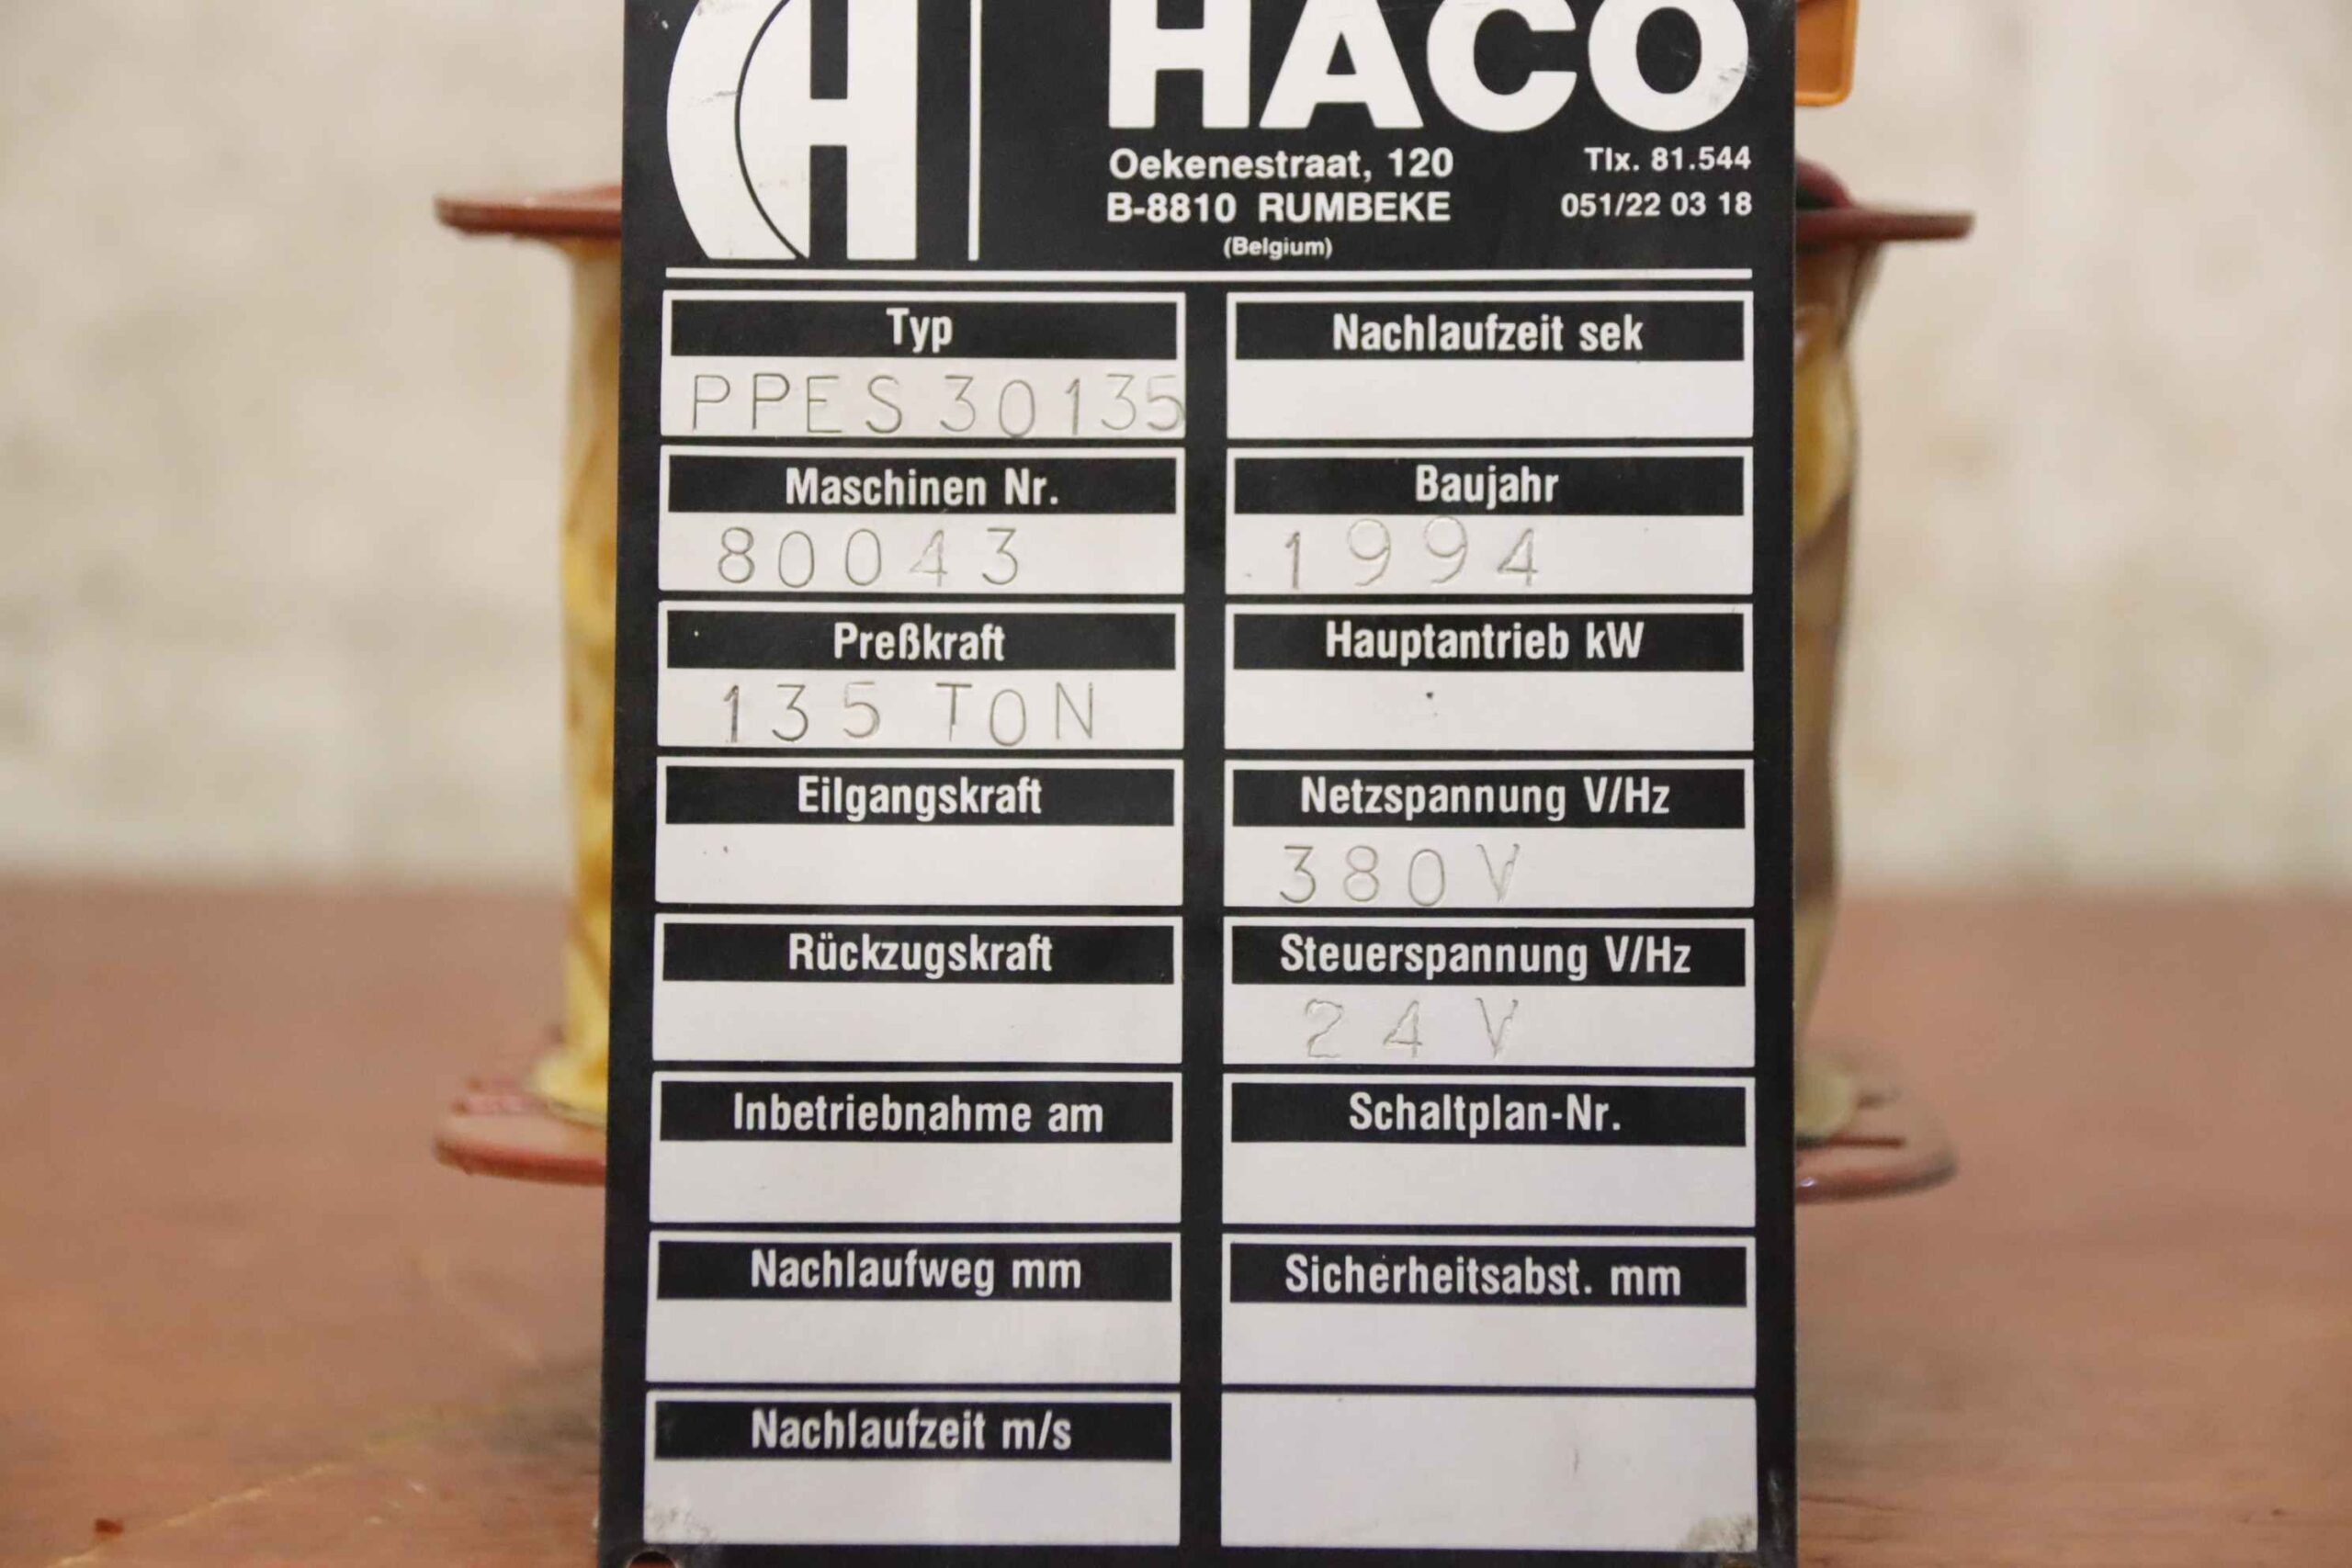 HACO
Oekenestraat, 120 Tlx. 81.544
B-8810 RUMBEKE 051/22 03 18
(Belgium)
Typ
PPES 30135
Nachlaufzeit sek
Maschinen Nr.
80043
Baujahr
1994
Preßkraft
135 TON
Hauptantrieb kW
Eilgangskraft
Netzspannung V/Hz
380V
Rückzugskraft
Steuerspannung V/Hz
24 V
Inbetriebnahme am
Schaltplan-Nr.
Nachlaufweg mm
Sicherheitsabst. mm
Nachlaufzeit m/s